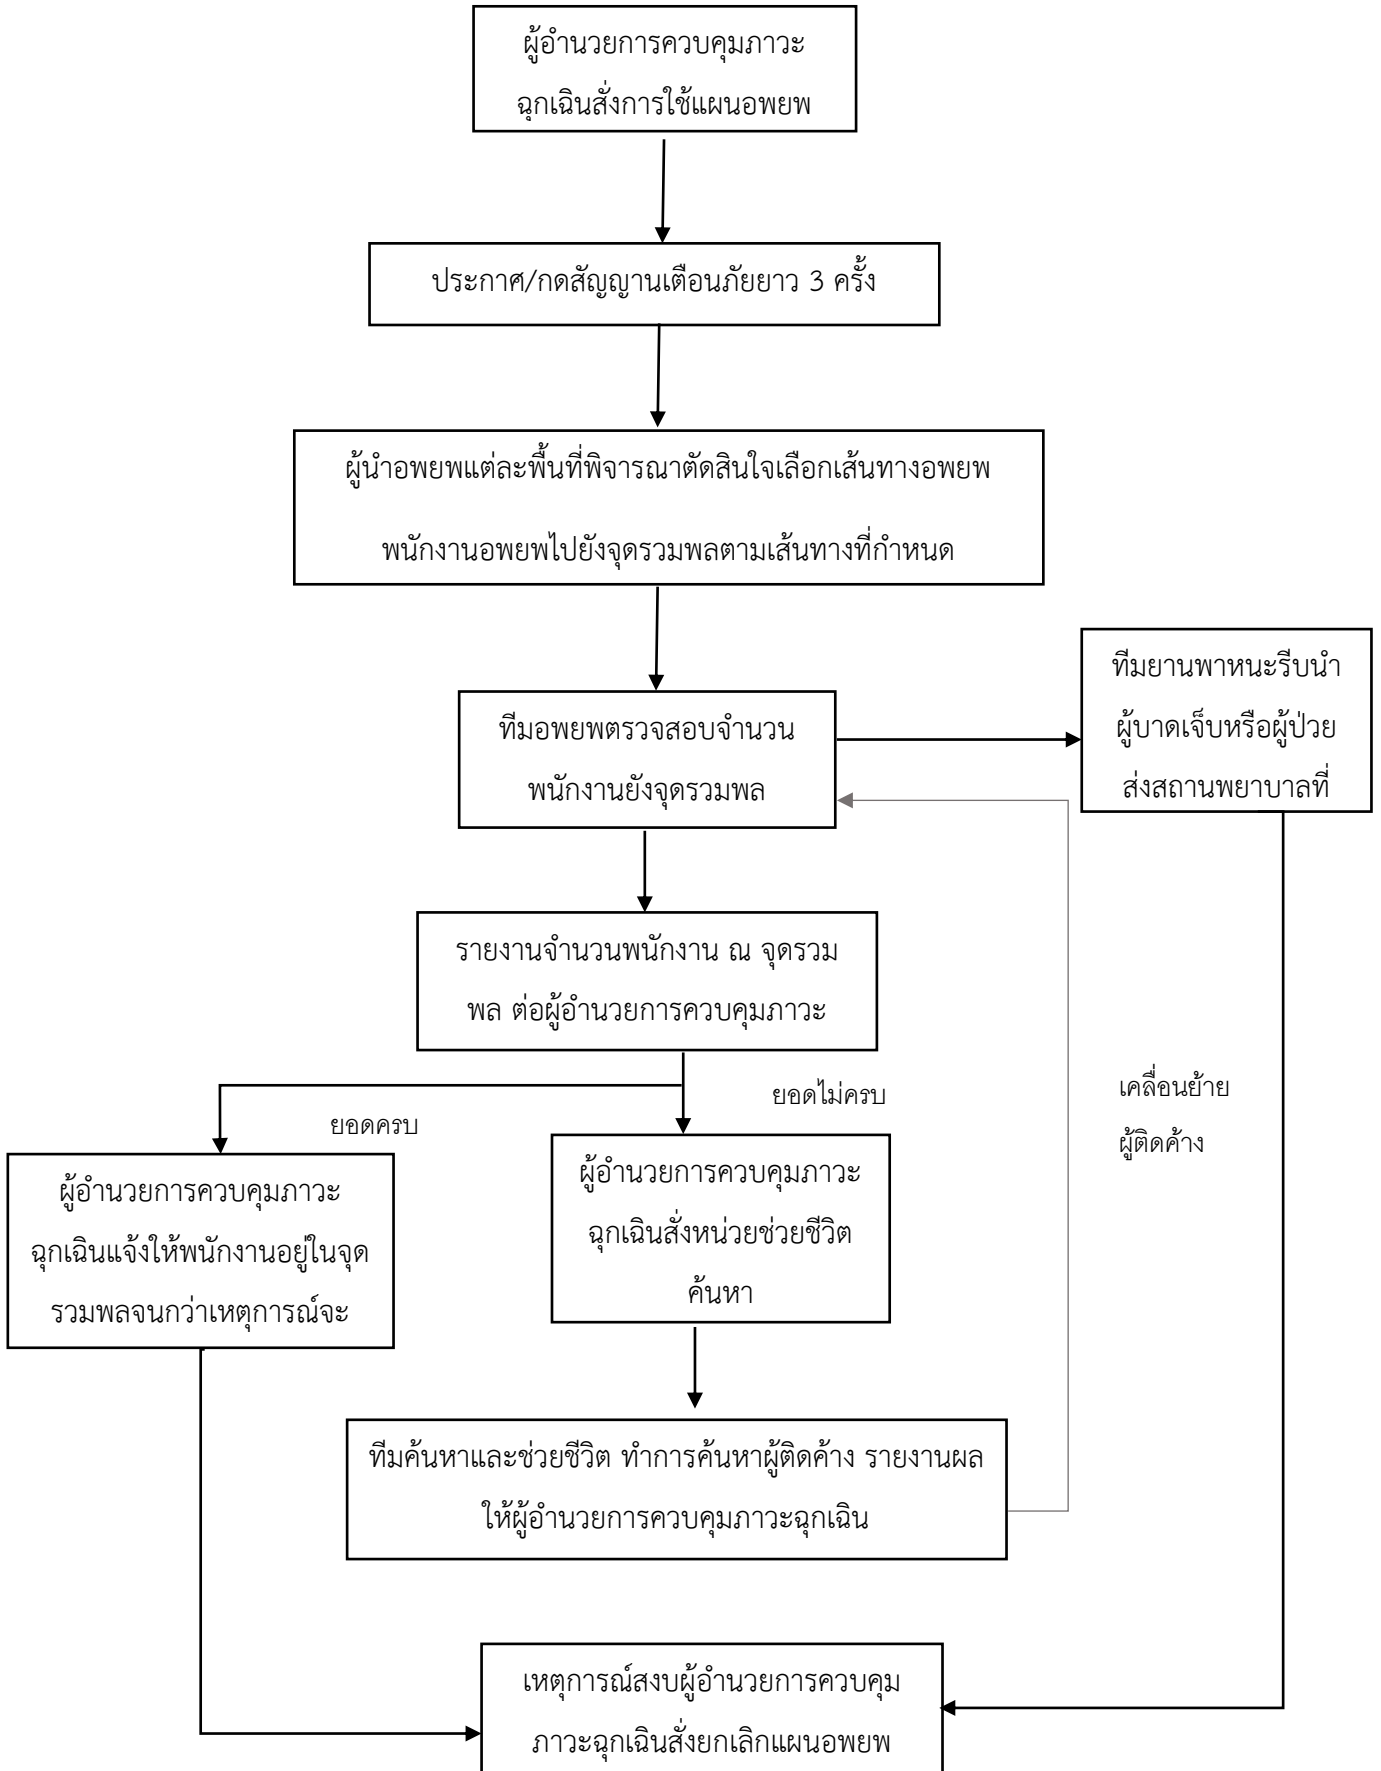 ผู้อำนวยการควบคุมภาวะ
ฉุกเฉินสั่งการใช้แผนอพยพ
ประกาศ/กดสัญญานเตือนภัยยาว 3 ครั้ง
ผู้นำอพยพแต่ละพื้นที่พิจารณาตัดสินใจเลือกเส้นทางอพยพ
พนักงานอพยพไปยังจุดรวมพลตามเส้นทางที่กำหนด
ทีมอพยพตรวจสอบจำนวน
พนักงานยังจุดรวมพล
ทีมยานพาหนะรีบนำ
ผู้บาดเจ็บหรือผู้ป่วย
ส่งสถานพยาบาลที่
รายงานจำนวนพนักงาน ณ จุดรวม
พล ต่อผู้อำนวยการควบคุมภาวะ
ยอดครบ
ยอดไม่ครบ
เคลื่อนย้าย
ผู้ติดค้าง
ผู้อำนวยการควบคุมภาวะ
ฉุกเฉินแจ้งให้พนักงานอยู่ในจุด
รวมพลจนกว่าเหตุการณ์จะ
ผู้อำนวยการควบคุมภาวะ
ฉุกเฉินสั่งหน่วยช่วยชีวิต
ค้นหา
ทีมค้นหาและช่วยชีวิต ทำการค้นหาผู้ติดค้าง รายงานผล
ให้ผู้อำนวยการควบคุมภาวะฉุกเฉิน
เหตุการณ์สงบผู้อำนวยการควบคุม
ภาวะฉุกเฉินสั่งยกเลิกแผนอพยพ